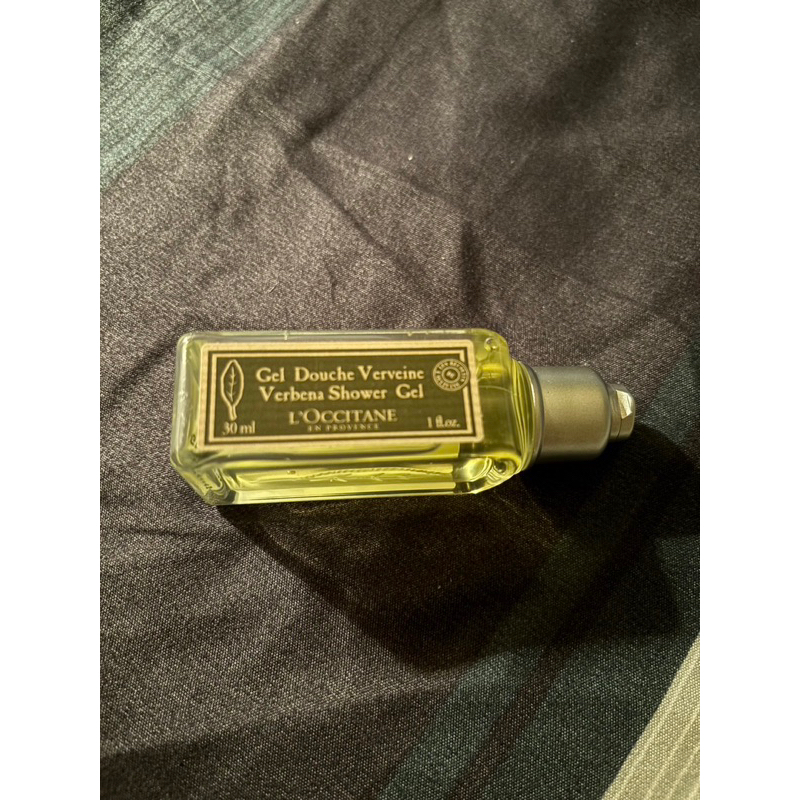 Gel Douche Verveine
Verbena Shower Gel
L'OCCITANE
EN PROVENCE
30 ml
1 fl.oz.